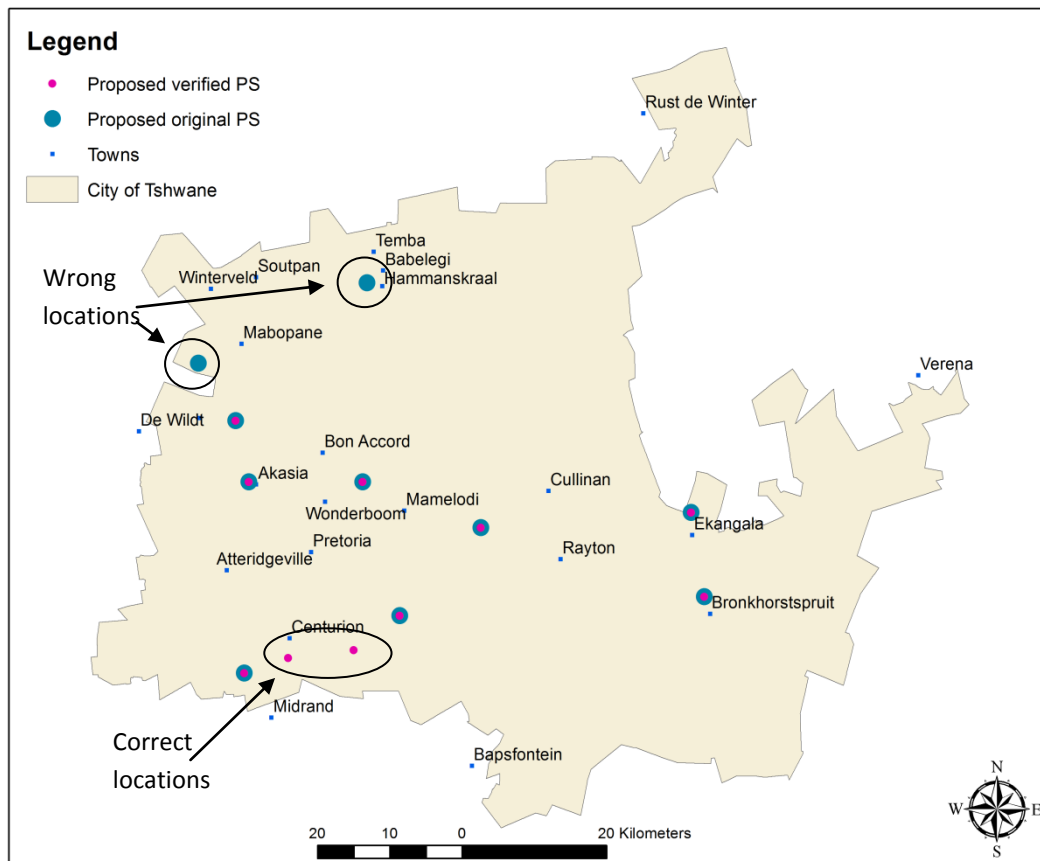 Legend
Proposed verified PS
Proposed original PS
Towns
City of Tshwane
Rust de Winter
Temba
Babelegi
Hammanskraal
Soutpan
Winterveld
Wrong
locations
Mabopane
Verena
De Wildt
Bon Accord
Akasia
Cullinan
Mamelodi
Wonderboom
Ekangala
Pretoria
Rayton
Atteridgeville
Bronkhorstspruit
Centurion
Midrand
Correct
locations
Bapsfontein
N
W E
S
20 10 0 20 Kilometers